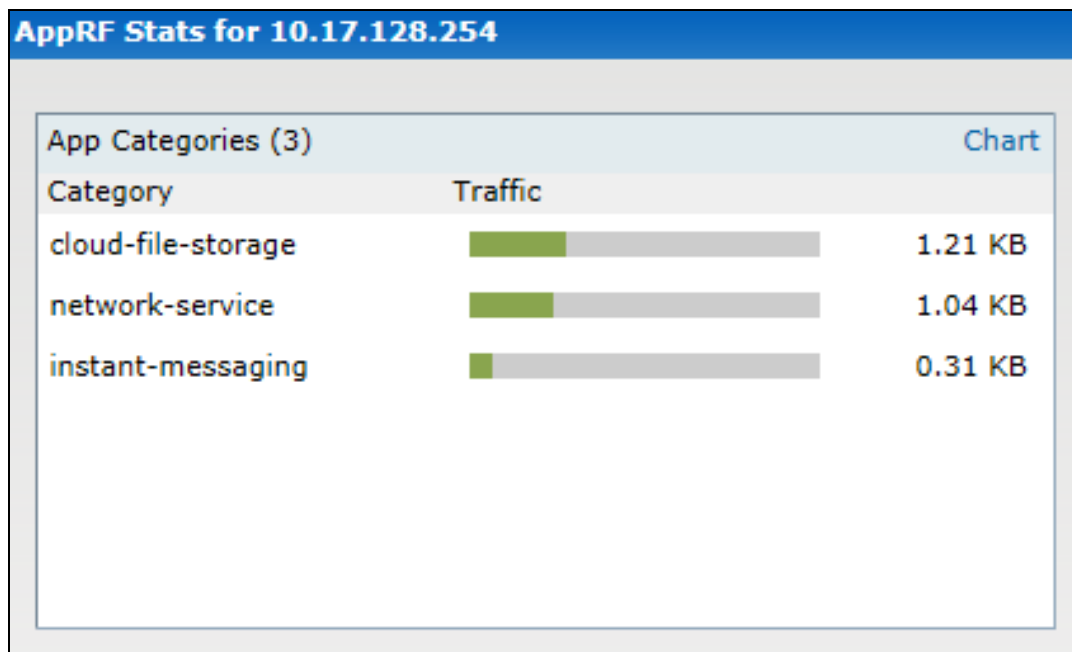 AppRF Stats for 10.17.128.254
App Categories (3) Chart
Category Traffic
cloud-file-storage 1.21 KB
network-service 1.04 KB
instant-messaging 0.31 KB